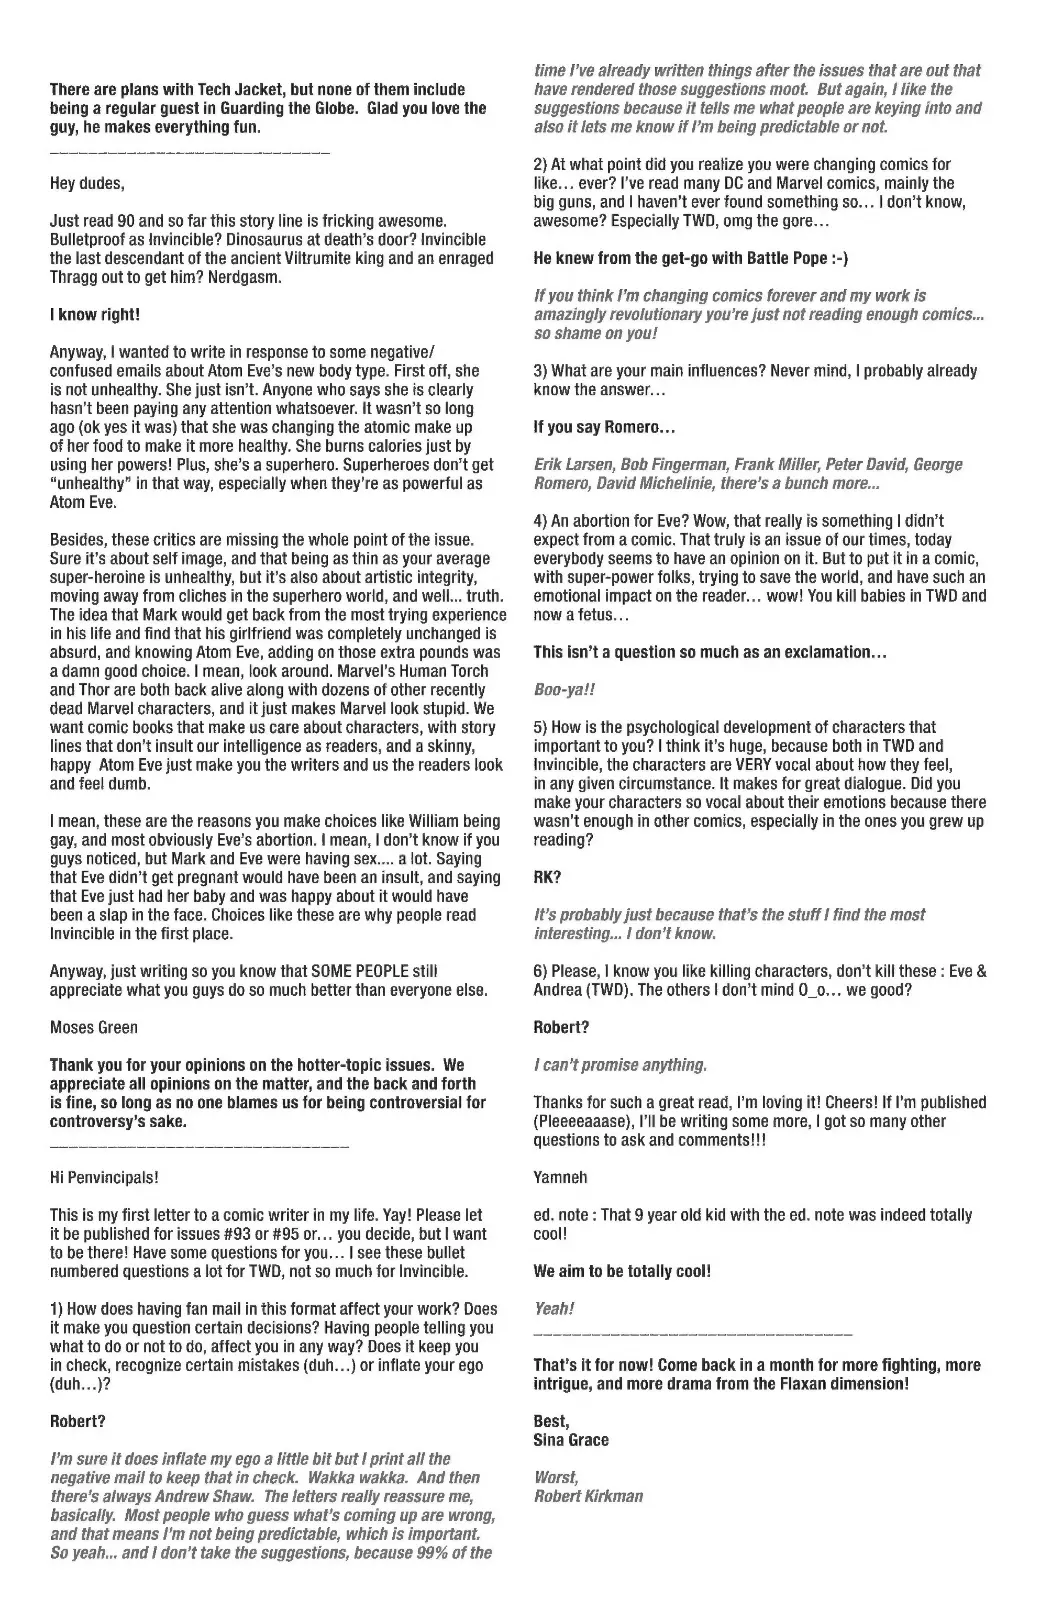 There are plans with Tech Jacket, but none of them include
being a regular guest in Guarding the Globe.  Glad you love the
guy, he makes everything fun.
______________________________
Hey dudes,
Just read 90 and so far this story line is fricking awesome.
Bulletproof as Invincible? Dinosaurus at death's door? Invincible
the last descendant of the ancient Viltrumite king and an enraged
Thragg out to get him? Nerdgasm.
I know right!
Anyway, I wanted to write in response to some negative/
confused emails about Atom Eve's new body type. First off, she
is not unhealthy. She just isn't. Anyone who says she is clearly
hasn't been paying any attention whatsoever. It wasn't so long
ago (ok yes it was) that she was changing the atomic make up
of her food to make it more healthy. She burns calories just by
using her powers! Plus, she's a superhero. Superheroes don't get
"unhealthy" in that way, especially when they're as powerful as
Atom Eve.
Besides, these critics are missing the whole point of the issue.
Sure it's about self image, and that being as thin as your average
super-heroine is unhealthy, but it's also about artistic integrity,
moving away from cliches in the superhero world, and well... truth.
The idea that Mark would get back from the most trying experience
in his life and find that his girlfriend was completely unchanged is
absurd, and knowing Atom Eve, adding on those extra pounds was
a damn good choice. I mean, look around. Marvel's Human Torch
and Thor are both back alive along with dozens of other recently
dead Marvel characters, and it just makes Marvel look stupid. We
want comic books that make us care about characters, with story
lines that don't insult our intelligence as readers, and a skinny,
happy  Atom Eve just make you the writers and us the readers look
and feel dumb.
I mean, these are the reasons you make choices like William being
gay, and most obviously Eve's abortion. I mean, I don't know if you
guys noticed, but Mark and Eve were having sex.... a lot. Saying
that Eve didn't get pregnant would have been an insult, and saying
that Eve just had her baby and was happy about it would have
been a slap in the face. Choices like these are why people read
Invincible in the first place.
Anyway, just writing so you know that SOME PEOPLE still
appreciate what you guys do so much better than everyone else.
Moses Green
Thank you for your opinions on the hotter-topic issues.  We
appreciate all opinions on the matter, and the back and forth
is fine, so long as no one blames us for being controversial for
controversy's sake.
________________________________
Hi Penvincipals!
This is my first letter to a comic writer in my life. Yay! Please let
it be published for issues #93 or #95 or... you decide, but I want
to be there! Have some questions for you... I see these bullet
numbered questions a lot for TWD, not so much for Invincible.
1) How does having fan mail in this format affect your work? Does
it make you question certain decisions? Having people telling you
what to do or not to do, affect you in any way? Does it keep you
in check, recognize certain mistakes (duh...) or inflate your ego
(duh...)?
Robert?
I'm sure it does inflate my ego a little bit but I print all the
negative mail to keep that in check.  Wakka wakka.  And then
there's always Andrew Shaw.  The letters really reassure me,
basically.  Most people who guess what's coming up are wrong,
and that means I'm not being predictable, which is important.
So yeah... and I don't take the suggestions, because 99% of the
time I've already written things after the issues that are out that
have rendered those suggestions moot.  But again, I like the
suggestions because it tells me what people are keying into and
also it lets me know if I'm being predictable or not.
2) At what point did you realize you were changing comics for
like... ever? I've read many DC and Marvel comics, mainly the
big guns, and I haven't ever found something so... I don't know,
awesome? Especially TWD, omg the gore...
He knew from the get-go with Battle Pope :-)
If you think I'm changing comics forever and my work is
amazingly revolutionary you're just not reading enough comics...
so shame on you!
3) What are your main influences? Never mind, I probably already
know the answer...
If you say Romero...
Erik Larsen, Bob Fingerman, Frank Miller, Peter David, George
Romero, David Michelinie, there's a bunch more...
4) An abortion for Eve? Wow, that really is something I didn't
expect from a comic. That truly is an issue of our times, today
everybody seems to have an opinion on it. But to put it in a comic,
with super-power folks, trying to save the world, and have such an
emotional impact on the reader... wow! You kill babies in TWD and
now a fetus...
This isn't a question so much as an exclamation...
Boo-ya!!
5) How is the psychological development of characters that
important to you? I think it's huge, because both in TWD and
Invincible, the characters are VERY vocal about how they feel,
in any given circumstance. It makes for great dialogue. Did you
make your characters so vocal about their emotions because there
wasn't enough in other comics, especially in the ones you grew up
reading?
RK?
It's probably just because that's the stuff I find the most
interesting... I don't know.
6) Please, I know you like killing characters, don't kill these : Eve &
Andrea (TWD). The others I don't mind O_o... we good?
Robert?
I can't promise anything.
Thanks for such a great read, I'm loving it! Cheers! If I'm published
(Pleeeeaaase), I'll be writing some more, I got so many other
questions to ask and comments!!!
Yamneh
ed. note : That 9 year old kid with the ed. note was indeed totally
cool!
We aim to be totally cool!
Yeah!
__________________________________
That's it for now! Come back in a month for more fighting, more
intrigue, and more drama from the Flaxan dimension!
Best,
Sina Grace
Worst,
Robert Kirkman